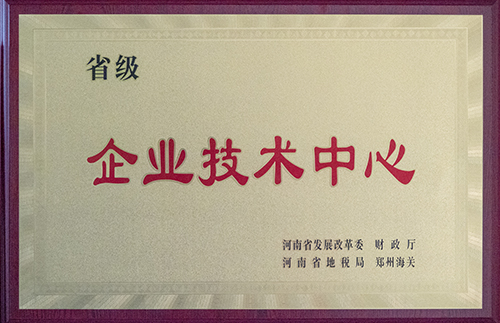 省级
企业技术中心
河南省发展改革委 财政厅
河南省地税局 郑州海关